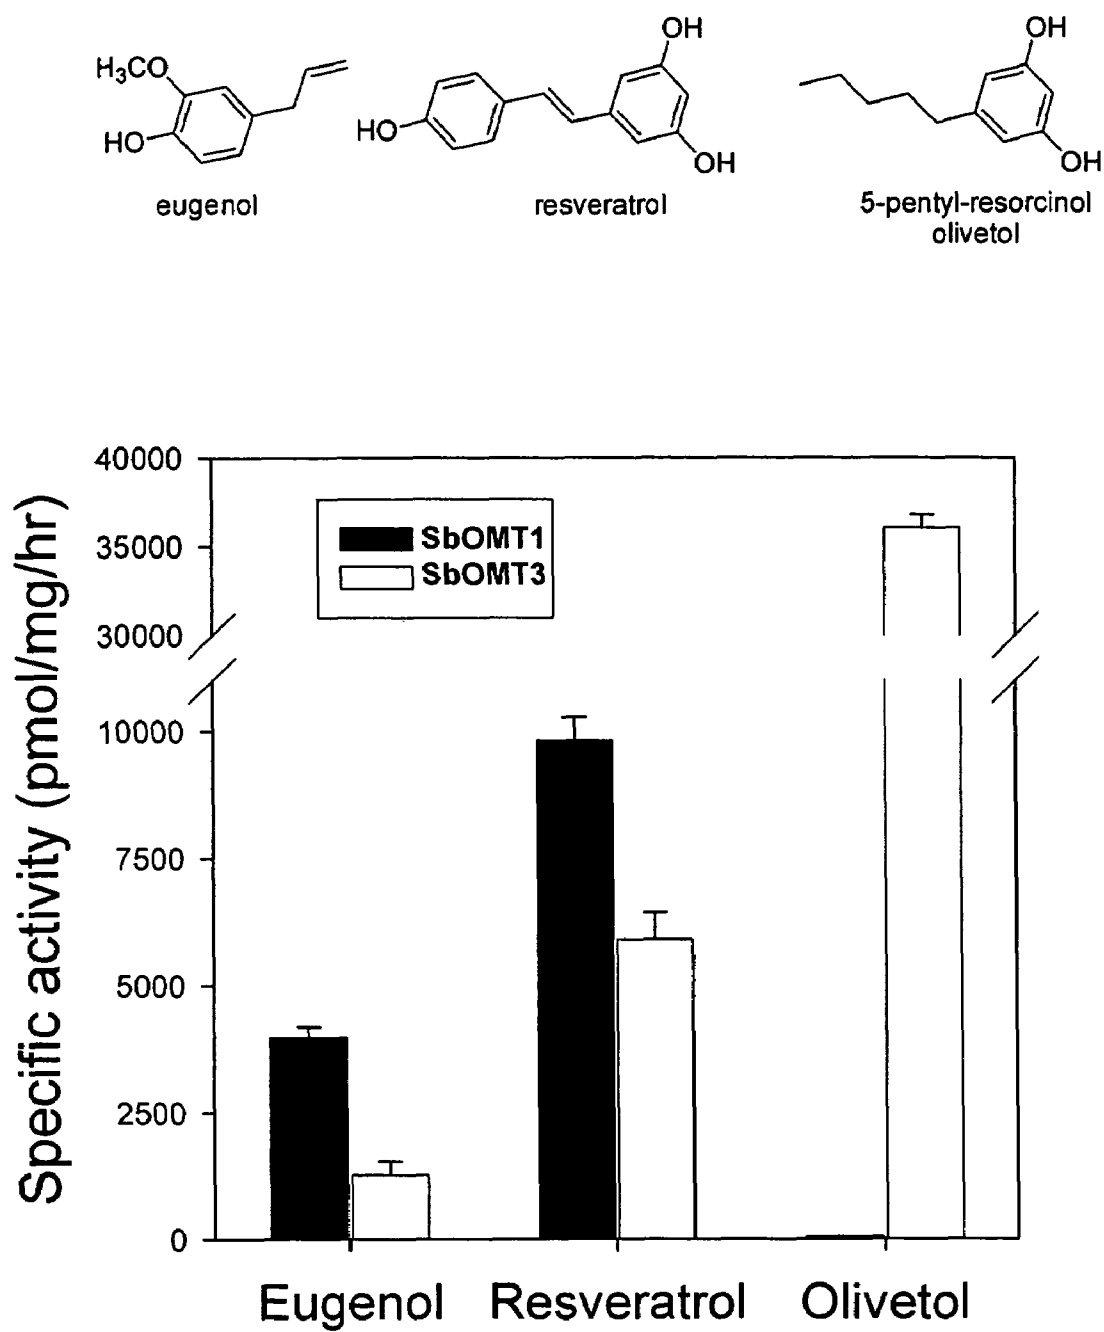 OH
OH
H₃CO
HO
HO
OH
OH
eugenol
resveratrol
5-pentyl-resorcinol
olivetol
40000
SbOMT1
35000
SbOMT3
30000
10000
7500
5000
2500
0
Specific activity (pmol/mg/hr)
Eugenol
Resveratrol
Olivetol